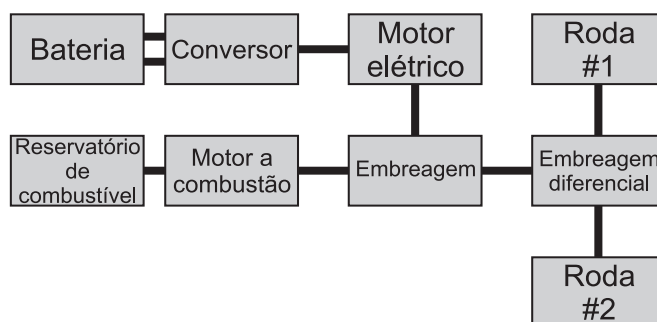 Bateria
Conversor
Motor
elétrico
Roda
#1
Reservatório
de
combustível
Motor a
combustão
Embreagem
Embreagem
diferencial
Roda
#2